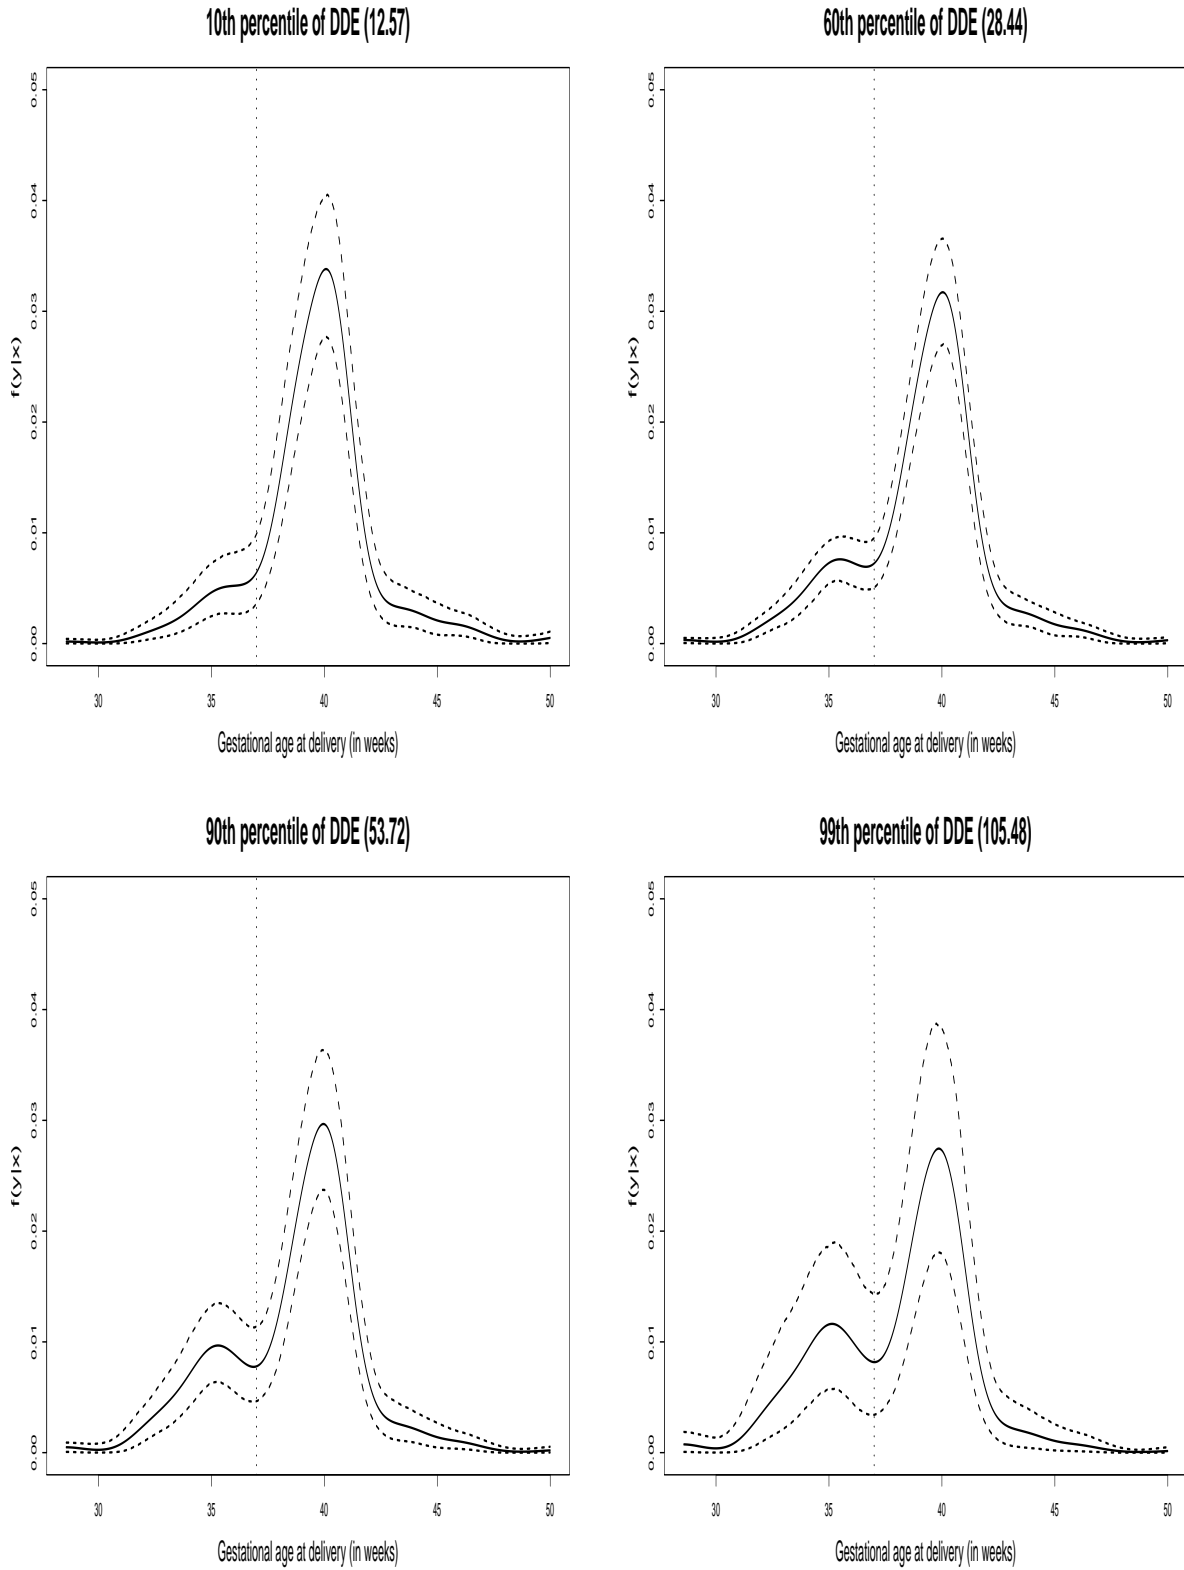 10th percentile of DDE (12.57)
60th percentile of DDE (28.44)
f(y|x)
0.00 0.01 0.02 0.03 0.04 0.05
30 35 40 45 50
Gestational age at delivery (in weeks)
f(y|x)
0.00 0.01 0.02 0.03 0.04 0.05
30 35 40 45 50
Gestational age at delivery (in weeks)
90th percentile of DDE (53.72)
99th percentile of DDE (105.48)
f(y|x)
0.00 0.01 0.02 0.03 0.04 0.05
30 35 40 45 50
Gestational age at delivery (in weeks)
f(y|x)
0.00 0.01 0.02 0.03 0.04 0.05
30 35 40 45 50
Gestational age at delivery (in weeks)